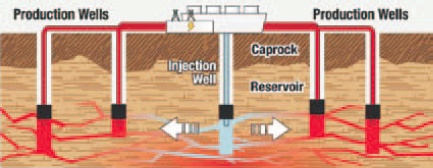 Production Wells
Production Wells
Caprock
Injection
Well
Reservoir